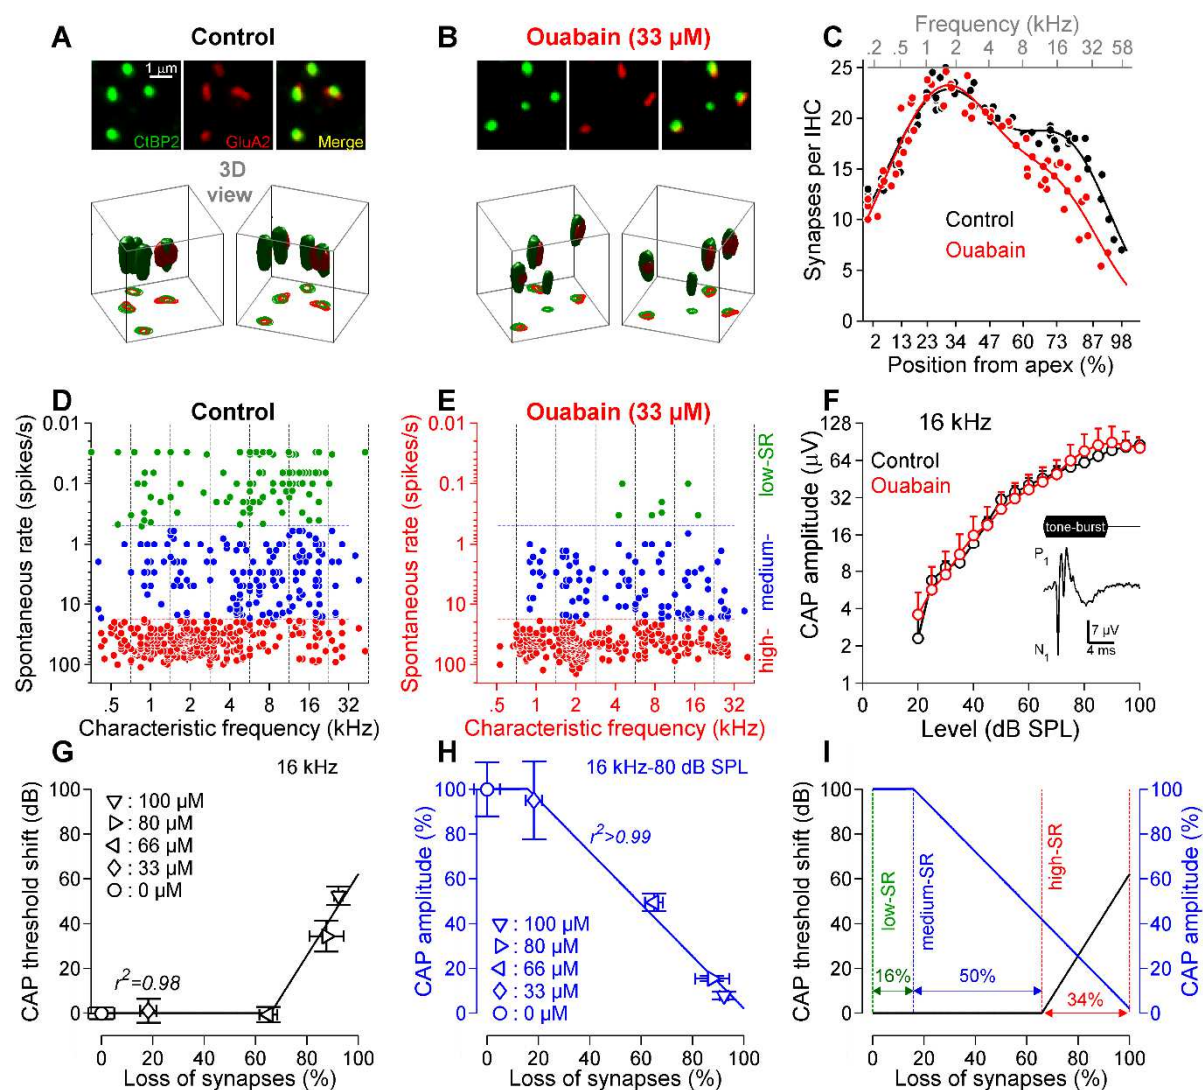 A
Control
B
Ouabain (33 µM)
C
Frequency (kHz)
.2 .5 1 2 4 8 16 32 58
1 µm
CtBP2
GluA2
Merge
3D
view
Synapses per IHC
25
20
15
10
5
0
Control
Ouabain
2 13 23 34 47 60 73 87 98
Position from apex (%)
D
Control
Spontaneous rate (spikes/s)
0.01
0.1
1
10
100
.5 1 2 4 8 16 32
Characteristic frequency (kHz)
E
Ouabain (33 µM)
Spontaneous rate (spikes/s)
0.01
0.1
1
10
100
low-SR
medium-
high-
.5 1 2 4 8 16 32
Characteristic frequency (kHz)
F
16 kHz
CAP amplitude (µV)
128
64
32
16
8
4
2
1
Control
Ouabain
tone-burst
P1
N1
7 µV
4 ms
0 20 40 60 80 100
Level (dB SPL)
G
16 kHz
CAP threshold shift (dB)
100
80
60
40
20
0
: 100 µM
: 80 µM
: 66 µM
: 33 µM
: 0 µM
r2=0.98
0 20 40 60 80 100
Loss of synapses (%)
H
16 kHz-80 dB SPL
CAP amplitude (%)
100
80
60
40
20
0
r2>0.99
: 100 µM
: 80 µM
: 66 µM
: 33 µM
: 0 µM
0 20 40 60 80 100
Loss of synapses (%)
I
CAP threshold shift (dB)
100
80
60
40
20
0
low-SR
medium-SR
high-SR
16%
50%
34%
100
80
60
40
20
0
CAP amplitude (%)
0 20 40 60 80 100
Loss of synapses (%)